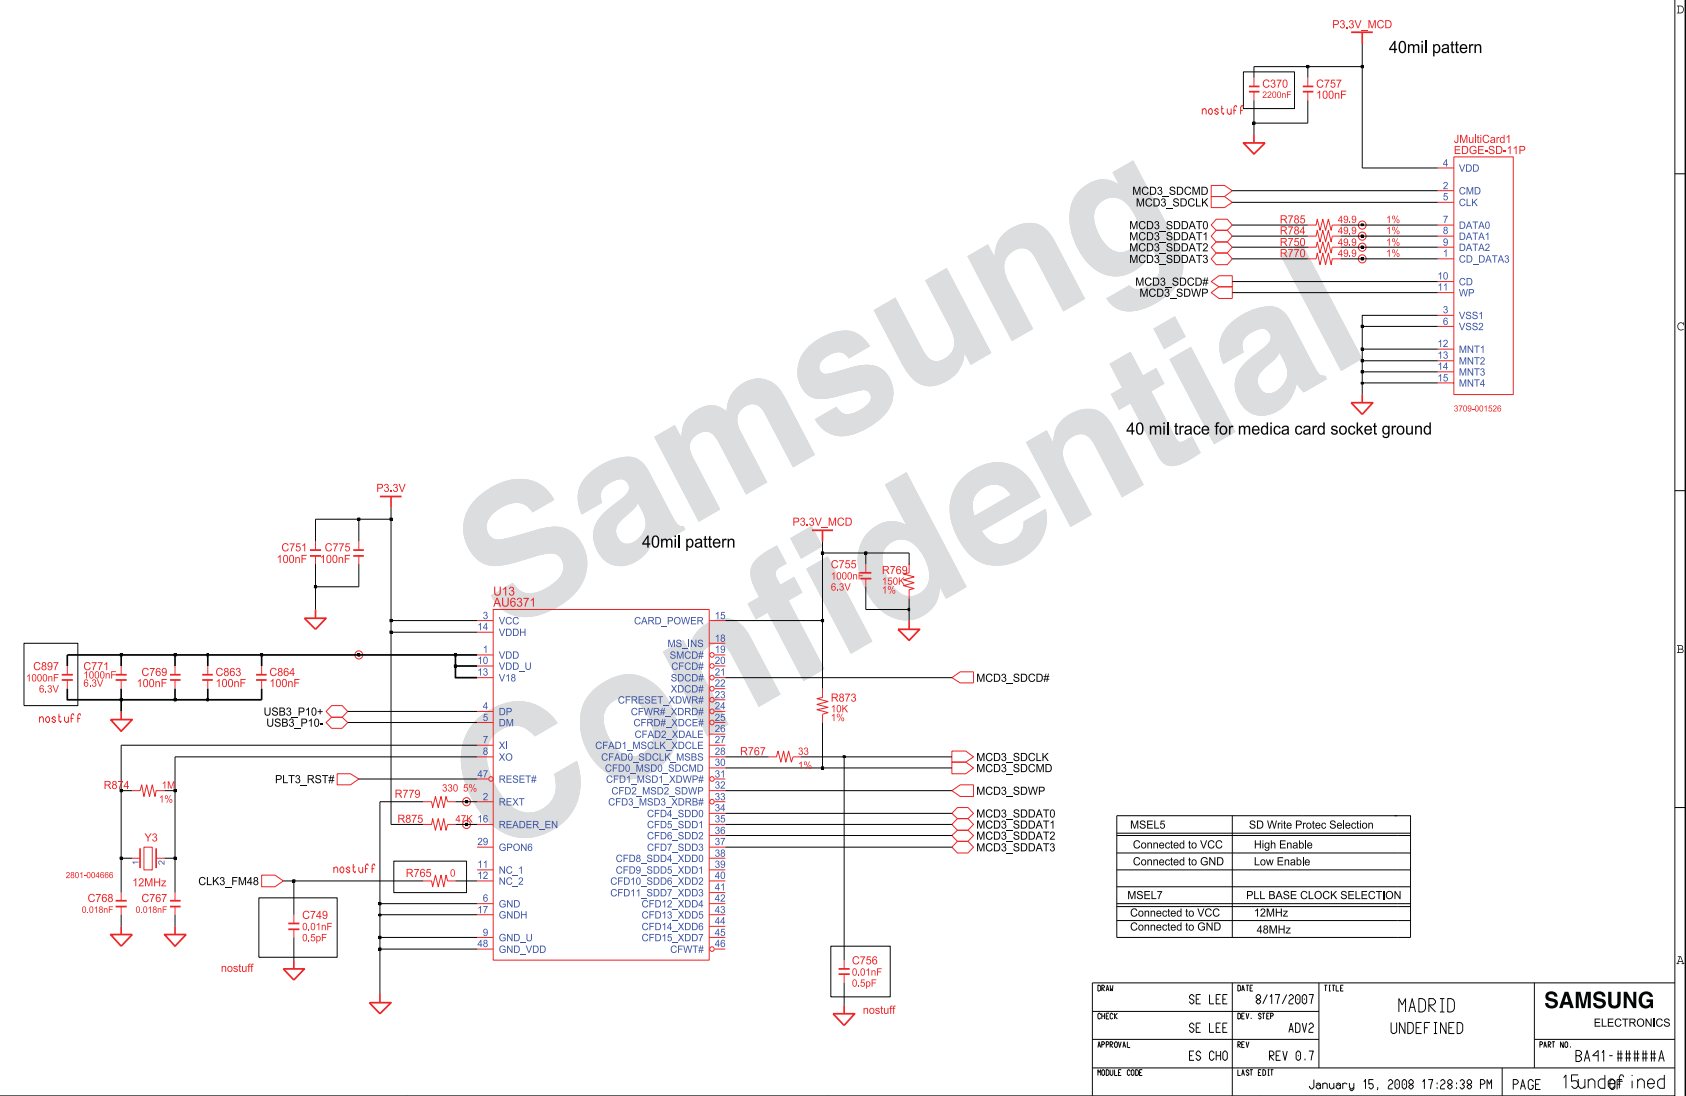 D
P3.3V_MCD
40mil pattern
C370
2200nF
C757
100nF
nostuff
JMultiCard1
EDGE-SD-11P
4 VDD
MCD3_SDCMD 2 CMD
MCD3_SDCLK 5 CLK
MCD3_SDDAT0 R785 49.9 1% 7 DATA0
MCD3_SDDAT1 R784 49.9 1% 8 DATA1
MCD3_SDDAT2 R750 49.9 1% 9 DATA2
MCD3_SDDAT3 R770 49.9 1% 1 CD_DATA3
MCD3_SDCD# 10 CD
MCD3_SDWP 11 WP
3 VSS1
6 VSS2
C
12 MNT1
13 MNT2
14 MNT3
15 MNT4
3709-001526
40 mil trace for medica card socket ground
Samsung
Confidential
P3.3V
C751
100nF
C775
100nF
40mil pattern
P3.3V_MCD
C755
1000nF
6.3V
R769
150K
1%
U13
AU6371
3 VCC
14 VDDH
1 VDD
10 VDD_U
13 V18
4 DP
5 DM
7 XI
8 XO
47 RESET#
2 REXT
16 READER_EN
29 GPON6
11 NC_1
12 NC_2
6 GND
17 GNDH
9 GND_U
48 GND_VDD
CARD_POWER 15
MS_INS 18
SMCD# 19
CFCD# 20
SDCD# 21
XDCD# 22
CFRESET_XDWR# 23
CFWR#_XDRD# 24
CFRD#_XDCE# 25
CFAD2_XDALE 26
CFAD1_MSCLK_XDCLE 27
CFAD0_SDCLK_MSBS 28
CFD0_MSD0_SDCMD 30
CFD1_MSD1_XDWP# 31
CFD2_MSD2_SDWP 32
CFD3_MSD3_XDRB# 33
CFD4_SDD0 34
CFD5_SDD1 35
CFD6_SDD2 36
CFD7_SDD3 37
CFD8_SDD4_XDD0 38
CFD9_SDD5_XDD1 39
CFD10_SDD6_XDD2 40
CFD11_SDD7_XDD3 41
CFD12_XDD4 42
CFD13_XDD5 43
CFD14_XDD6 44
CFD15_XDD7 45
CFWT# 46
C897
1000nF
6.3V
C771
1000nF
6.3V
C769
100nF
C863
100nF
C864
100nF
nostuff
USB3_P10+
USB3_P10-
PLT3_RST#
R874 1M
1%
R779 330 5%
R875 47K
Y3
1 2
12MHz
2801-004666
C768
0.018nF
C767
0.018nF
nostuff
R765 0
CLK3_FM48
C749
0.01nF
0.5pF
nostuff
MCD3_SDCD#
R873
10K
1%
R767 33
1%
MCD3_SDCLK
MCD3_SDCMD
MCD3_SDWP
MCD3_SDDAT0
MCD3_SDDAT1
MCD3_SDDAT2
MCD3_SDDAT3
C756
0.01nF
0.5pF
nostuff
B
MSEL5 SD Write Protec Selection
Connected to VCC High Enable
Connected to GND Low Enable
MSEL7 PLL BASE CLOCK SELECTION
Connected to VCC 12MHz
Connected to GND 48MHz
A
DRAW SE LEE DATE 8/17/2007 TITLE MADRID
UNDEFINED
CHECK SE LEE DEV. STEP ADV2
APPROVAL ES CHO REV REV 0.7
MODULE CODE LAST EDIT January 15, 2008 17:28:38 PM
SAMSUNG
ELECTRONICS
PART NO. BA41-#####A
PAGE 15 OF undefined